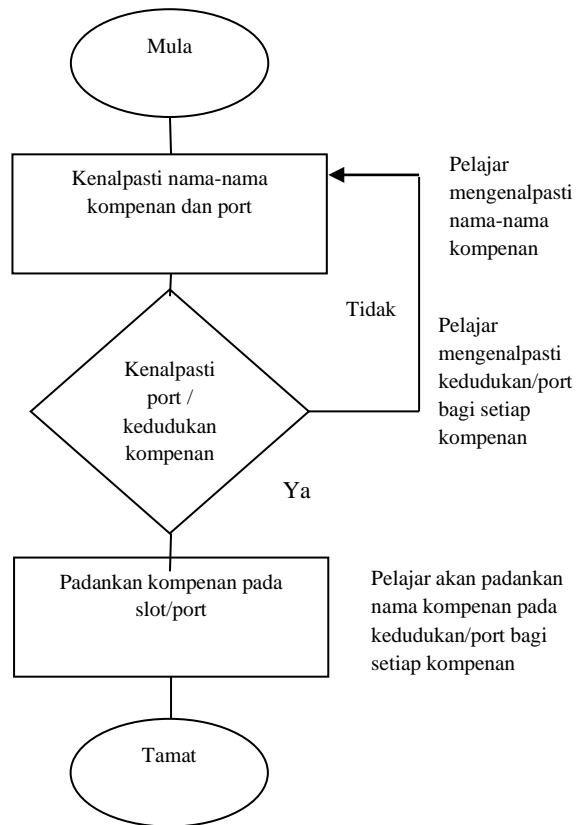 Mula
Kenalpasti nama-nama
kompenan dan port
Pelajar
mengenalpasti
nama-nama
kompenan
Tidak
Pelajar
mengenalpasti
kedudukan/port
bagi setiap
kompenan
Kenalpasti
port /
kedudukan
kompenan
Ya
Padankan kompenan pada
slot/port
Pelajar akan padankan
nama kompenan pada
kedudukan/port bagi
setiap kompenan
Tamat